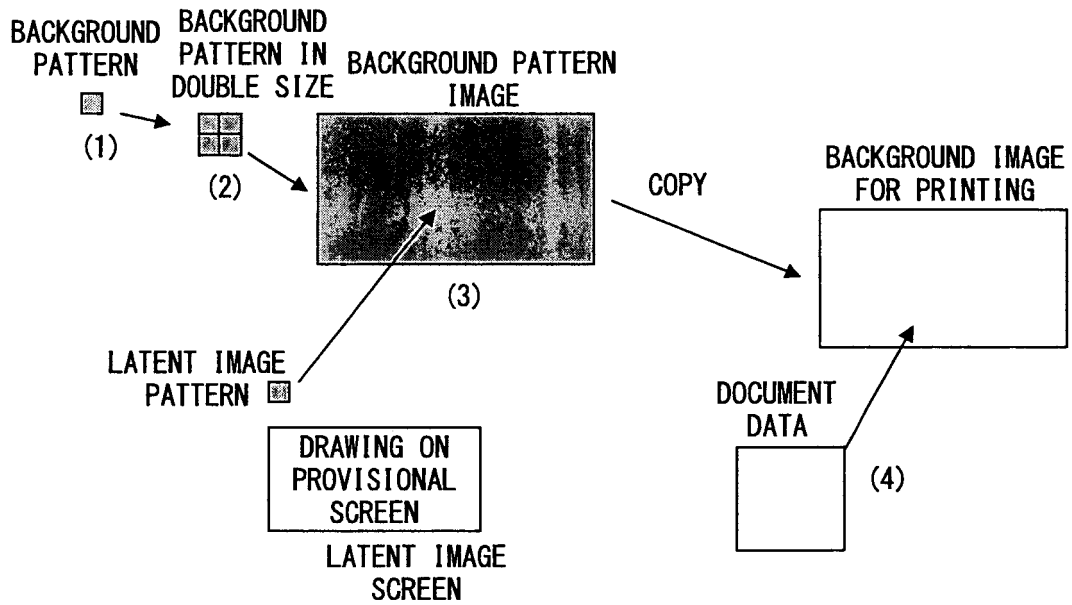 BACKGROUND
PATTERN
(1)
BACKGROUND
PATTERN IN
DOUBLE SIZE
(2)
BACKGROUND PATTERN
IMAGE
(3)
COPY
BACKGROUND IMAGE
FOR PRINTING
LATENT IMAGE
PATTERN
DRAWING ON
PROVISIONAL
SCREEN
LATENT IMAGE
SCREEN
DOCUMENT
DATA
(4)